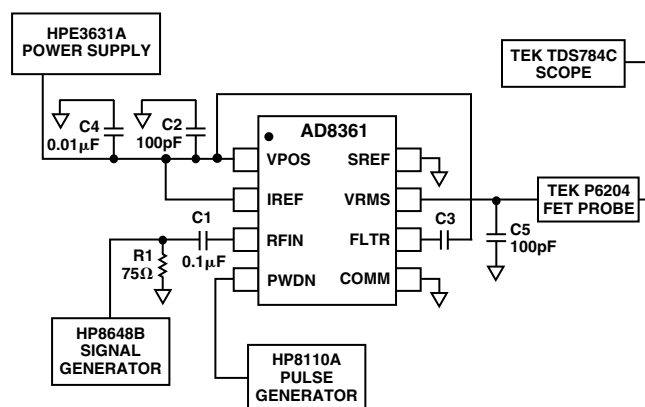 HPE3631A
POWER SUPPLY
TEK TDS784C
SCOPE
C4
0.01µF
C2
100pF
AD8361
VPOS
SREF
IREF
VRMS
TEK P6204
FET PROBE
C1
0.1µF
RFIN
FLTR
C3
C5
100pF
R1
75Ω
PWDN
COMM
HP8648B
SIGNAL
GENERATOR
HP8110A
PULSE
GENERATOR